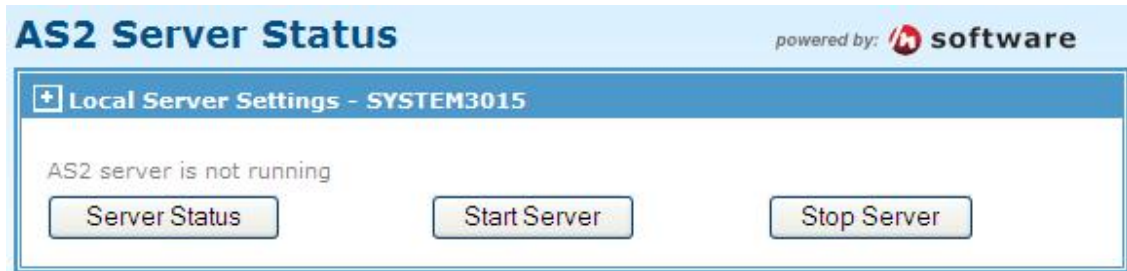 AS2 Server Status
powered by: software
Local Server Settings - SYSTEM3015
AS2 server is not running
Server Status Start Server Stop Server